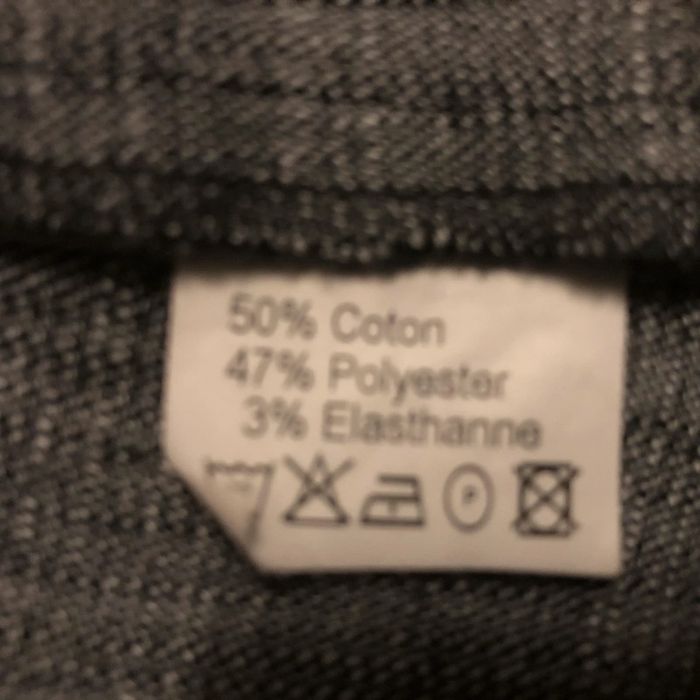 50% Coton
47% Polyester
3% Elasthanne
P